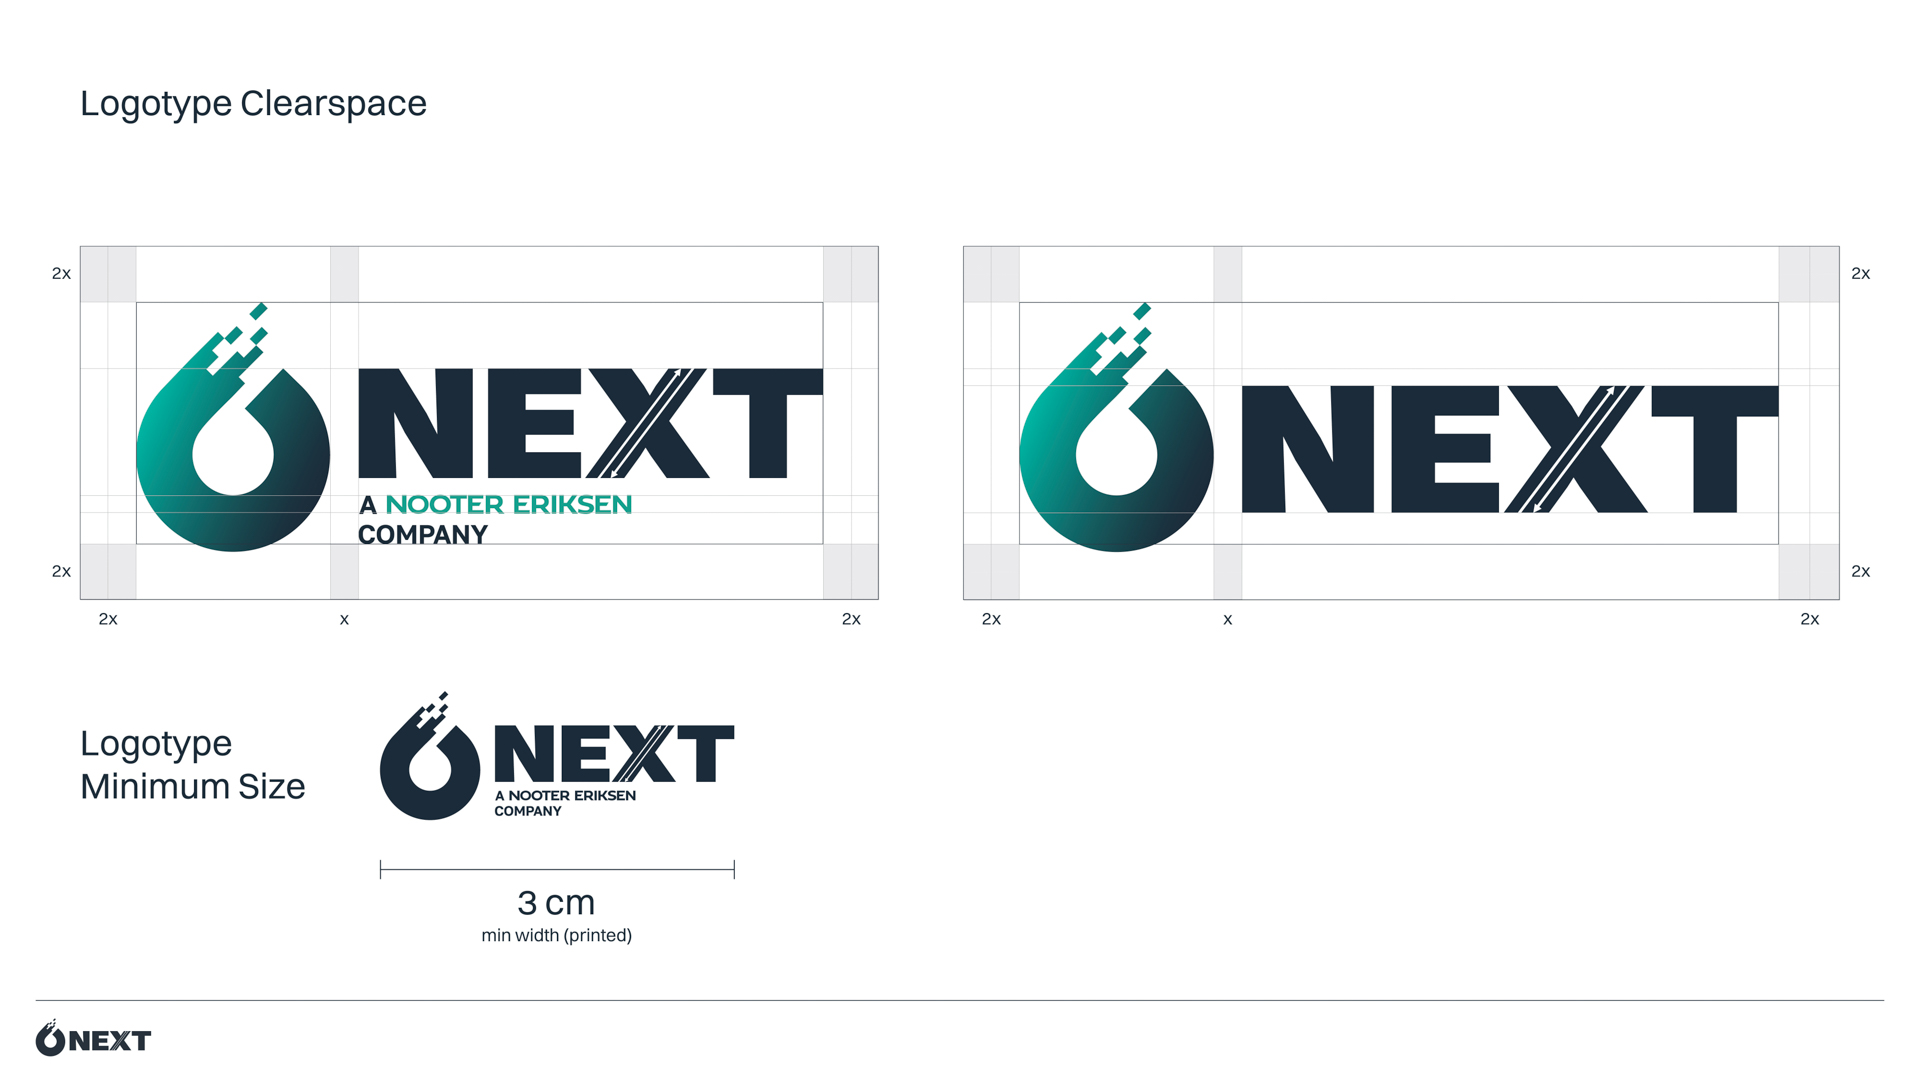 Logotype Clearspace
2x
2x
NEXT
NEXT
A NOOTER ERIKSEN
COMPANY
2x
2x
2x
x
2x
2x
x
2x
Logotype
Minimum Size
NEXT
A NOOTER ERIKSEN
COMPANY
3 cm
min width (printed)
NEXT